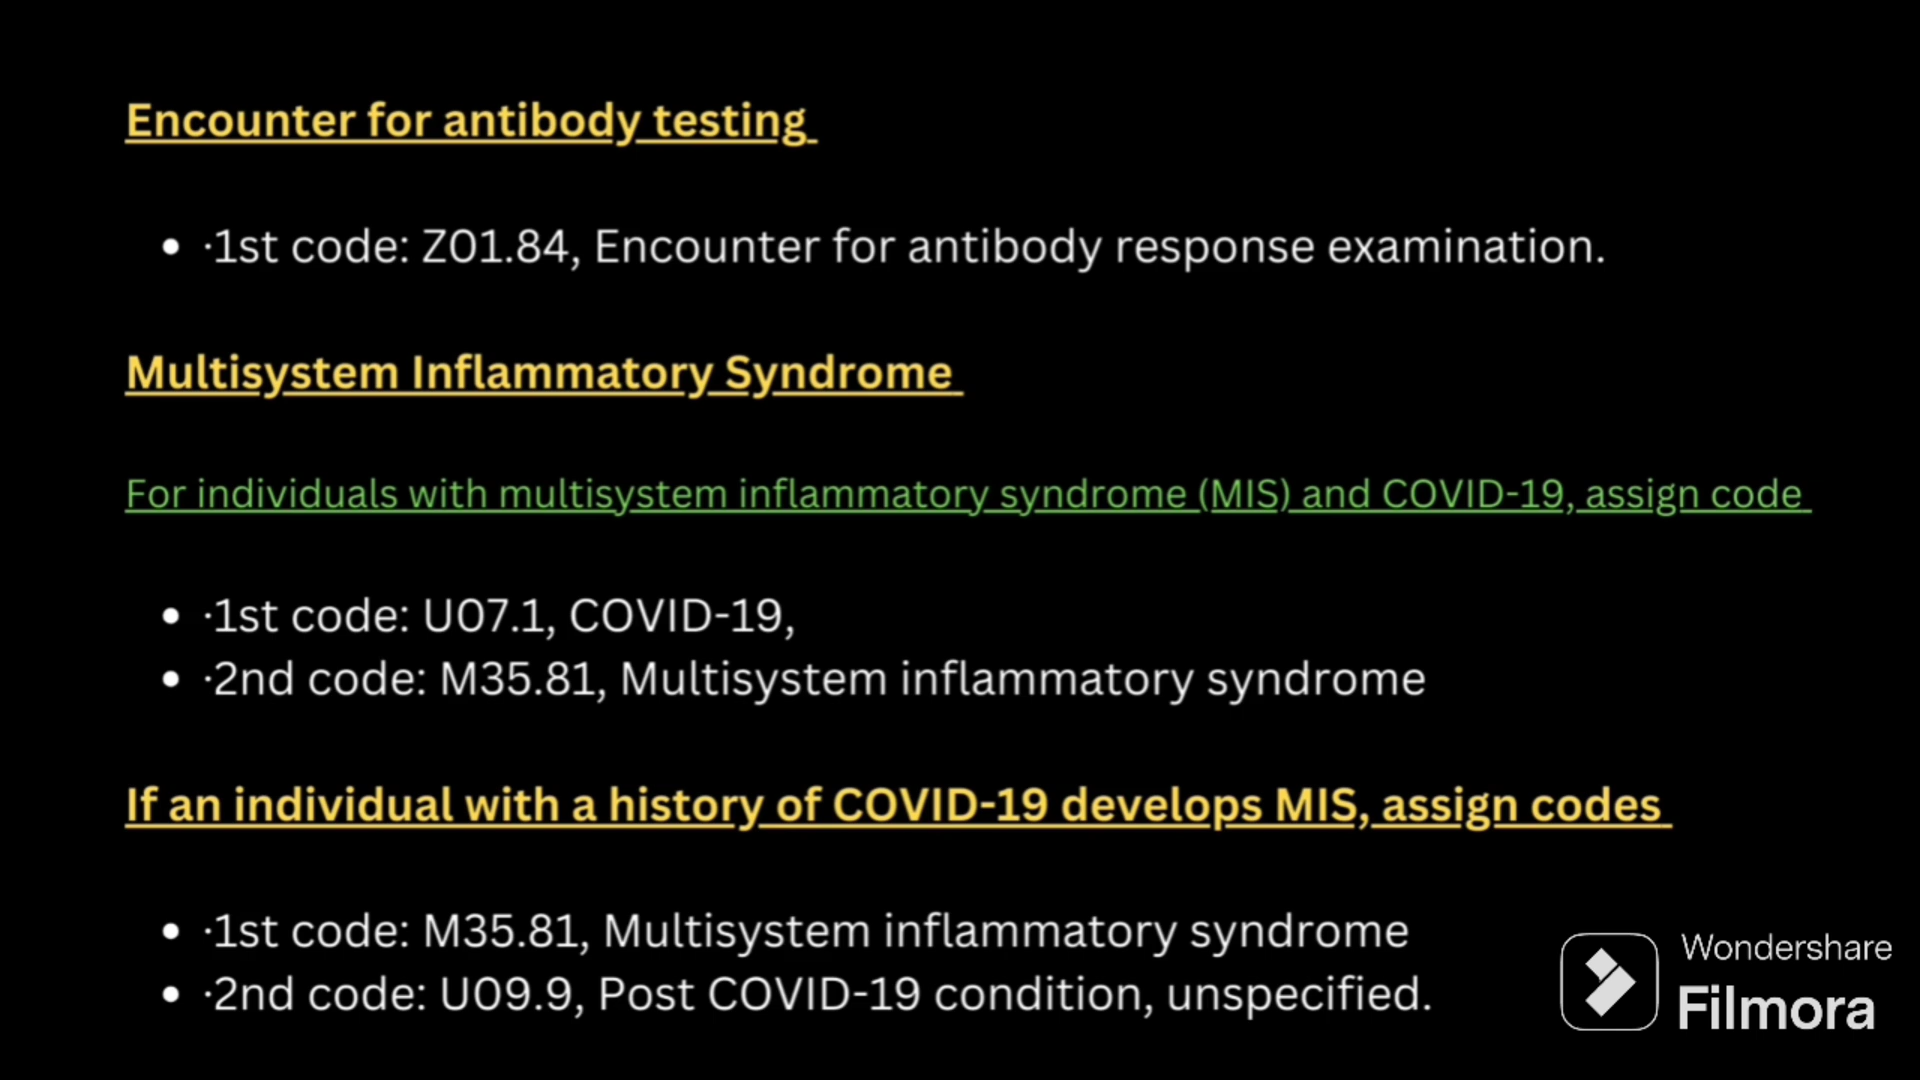 Encounter for antibody testing
• ·1st code: Z01.84, Encounter for antibody response examination.
Multisystem Inflammatory Syndrome
For individuals with multisystem inflammatory syndrome (MIS) and COVID-19, assign code
• ·1st code: U07.1, COVID-19,
• ·2nd code: M35.81, Multisystem inflammatory syndrome
If an individual with a history of COVID-19 develops MIS, assign codes
• ·1st code: M35.81, Multisystem inflammatory syndrome
• ·2nd code: U09.9, Post COVID-19 condition, unspecified.
Wondershare
Filmora